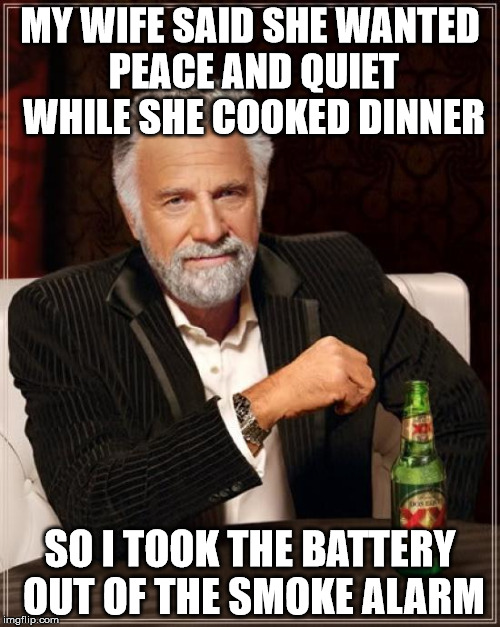 MY WIFE SAID SHE WANTED
PEACE AND QUIET
WHILE SHE COOKED DINNER
XX
SO I TOOK THE BATTERY
OUT OF THE SMOKE ALARM
imgflip.com